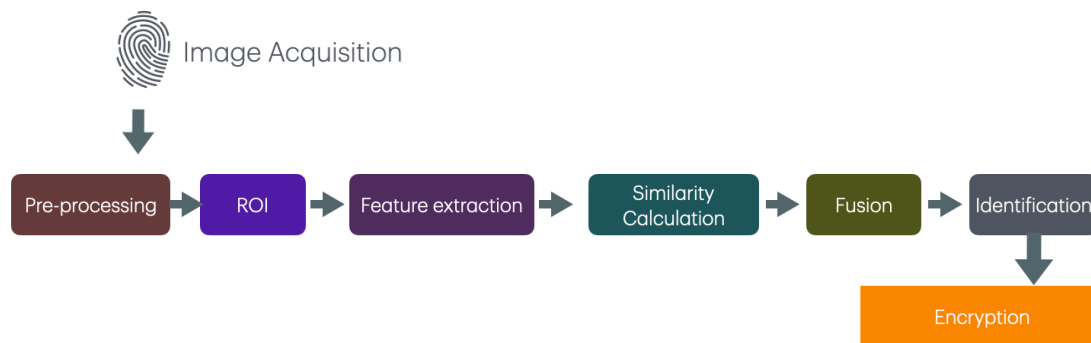 Image Acquisition
Pre-processing
ROI
Feature extraction
Similarity
Calculation
Fusion
Identification
Encryption